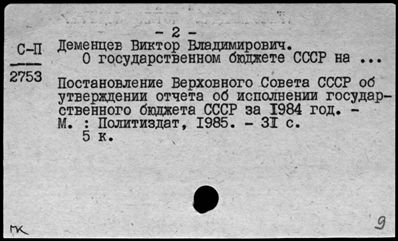 - 2 -
С-П Деменцев Виктор Владимирович.
О государственном бюджете СССР на ...
2753
Постановление Верховного Совета СССР об
утверждении отчета об исполнении государ-
ственного бюджета СССР за 1984 год. -
М. : Политиздат, 1985. - 31 с.
5 к.
мк 9